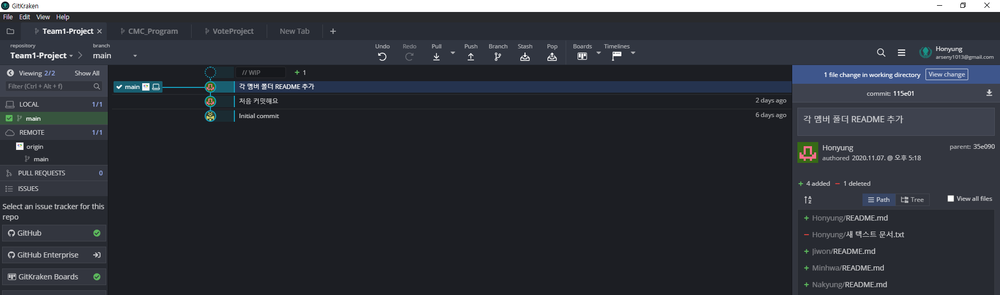 GitKraken
File Edit View Help
Team1-Project CMC_Program VoteProject New Tab
repository branch
Team1-Project main
Undo Redo Pull Push Branch Stash Pop Boards Timelines
Honyung
arseny1013@gmail.com
Viewing 2/2 Show All
Filter (Ctrl + Alt + f)
LOCAL 1/1
main
REMOTE 1/1
origin
main
PULL REQUESTS 0
ISSUES
Select an issue tracker for this
repo
GitHub
GitHub Enterprise
GitKraken Boards
// WIP + 1
main 각 멤버 폴더 README 추가
처음 커밋해요 2 days ago
Initial commit 6 days ago
1 file change in working directory View change
commit: 115e01
각 멤버 폴더 README 추가
Honyung parent: 35e090
authored 2020.11.07. @ 오후 5:18
+ 4 added − 1 deleted
Path Tree View all files
+ Honyung/README.md
− Honyung/새 텍스트 문서.txt
+ Jiwon/README.md
+ Minhwa/README.md
+ Nakyung/README.md